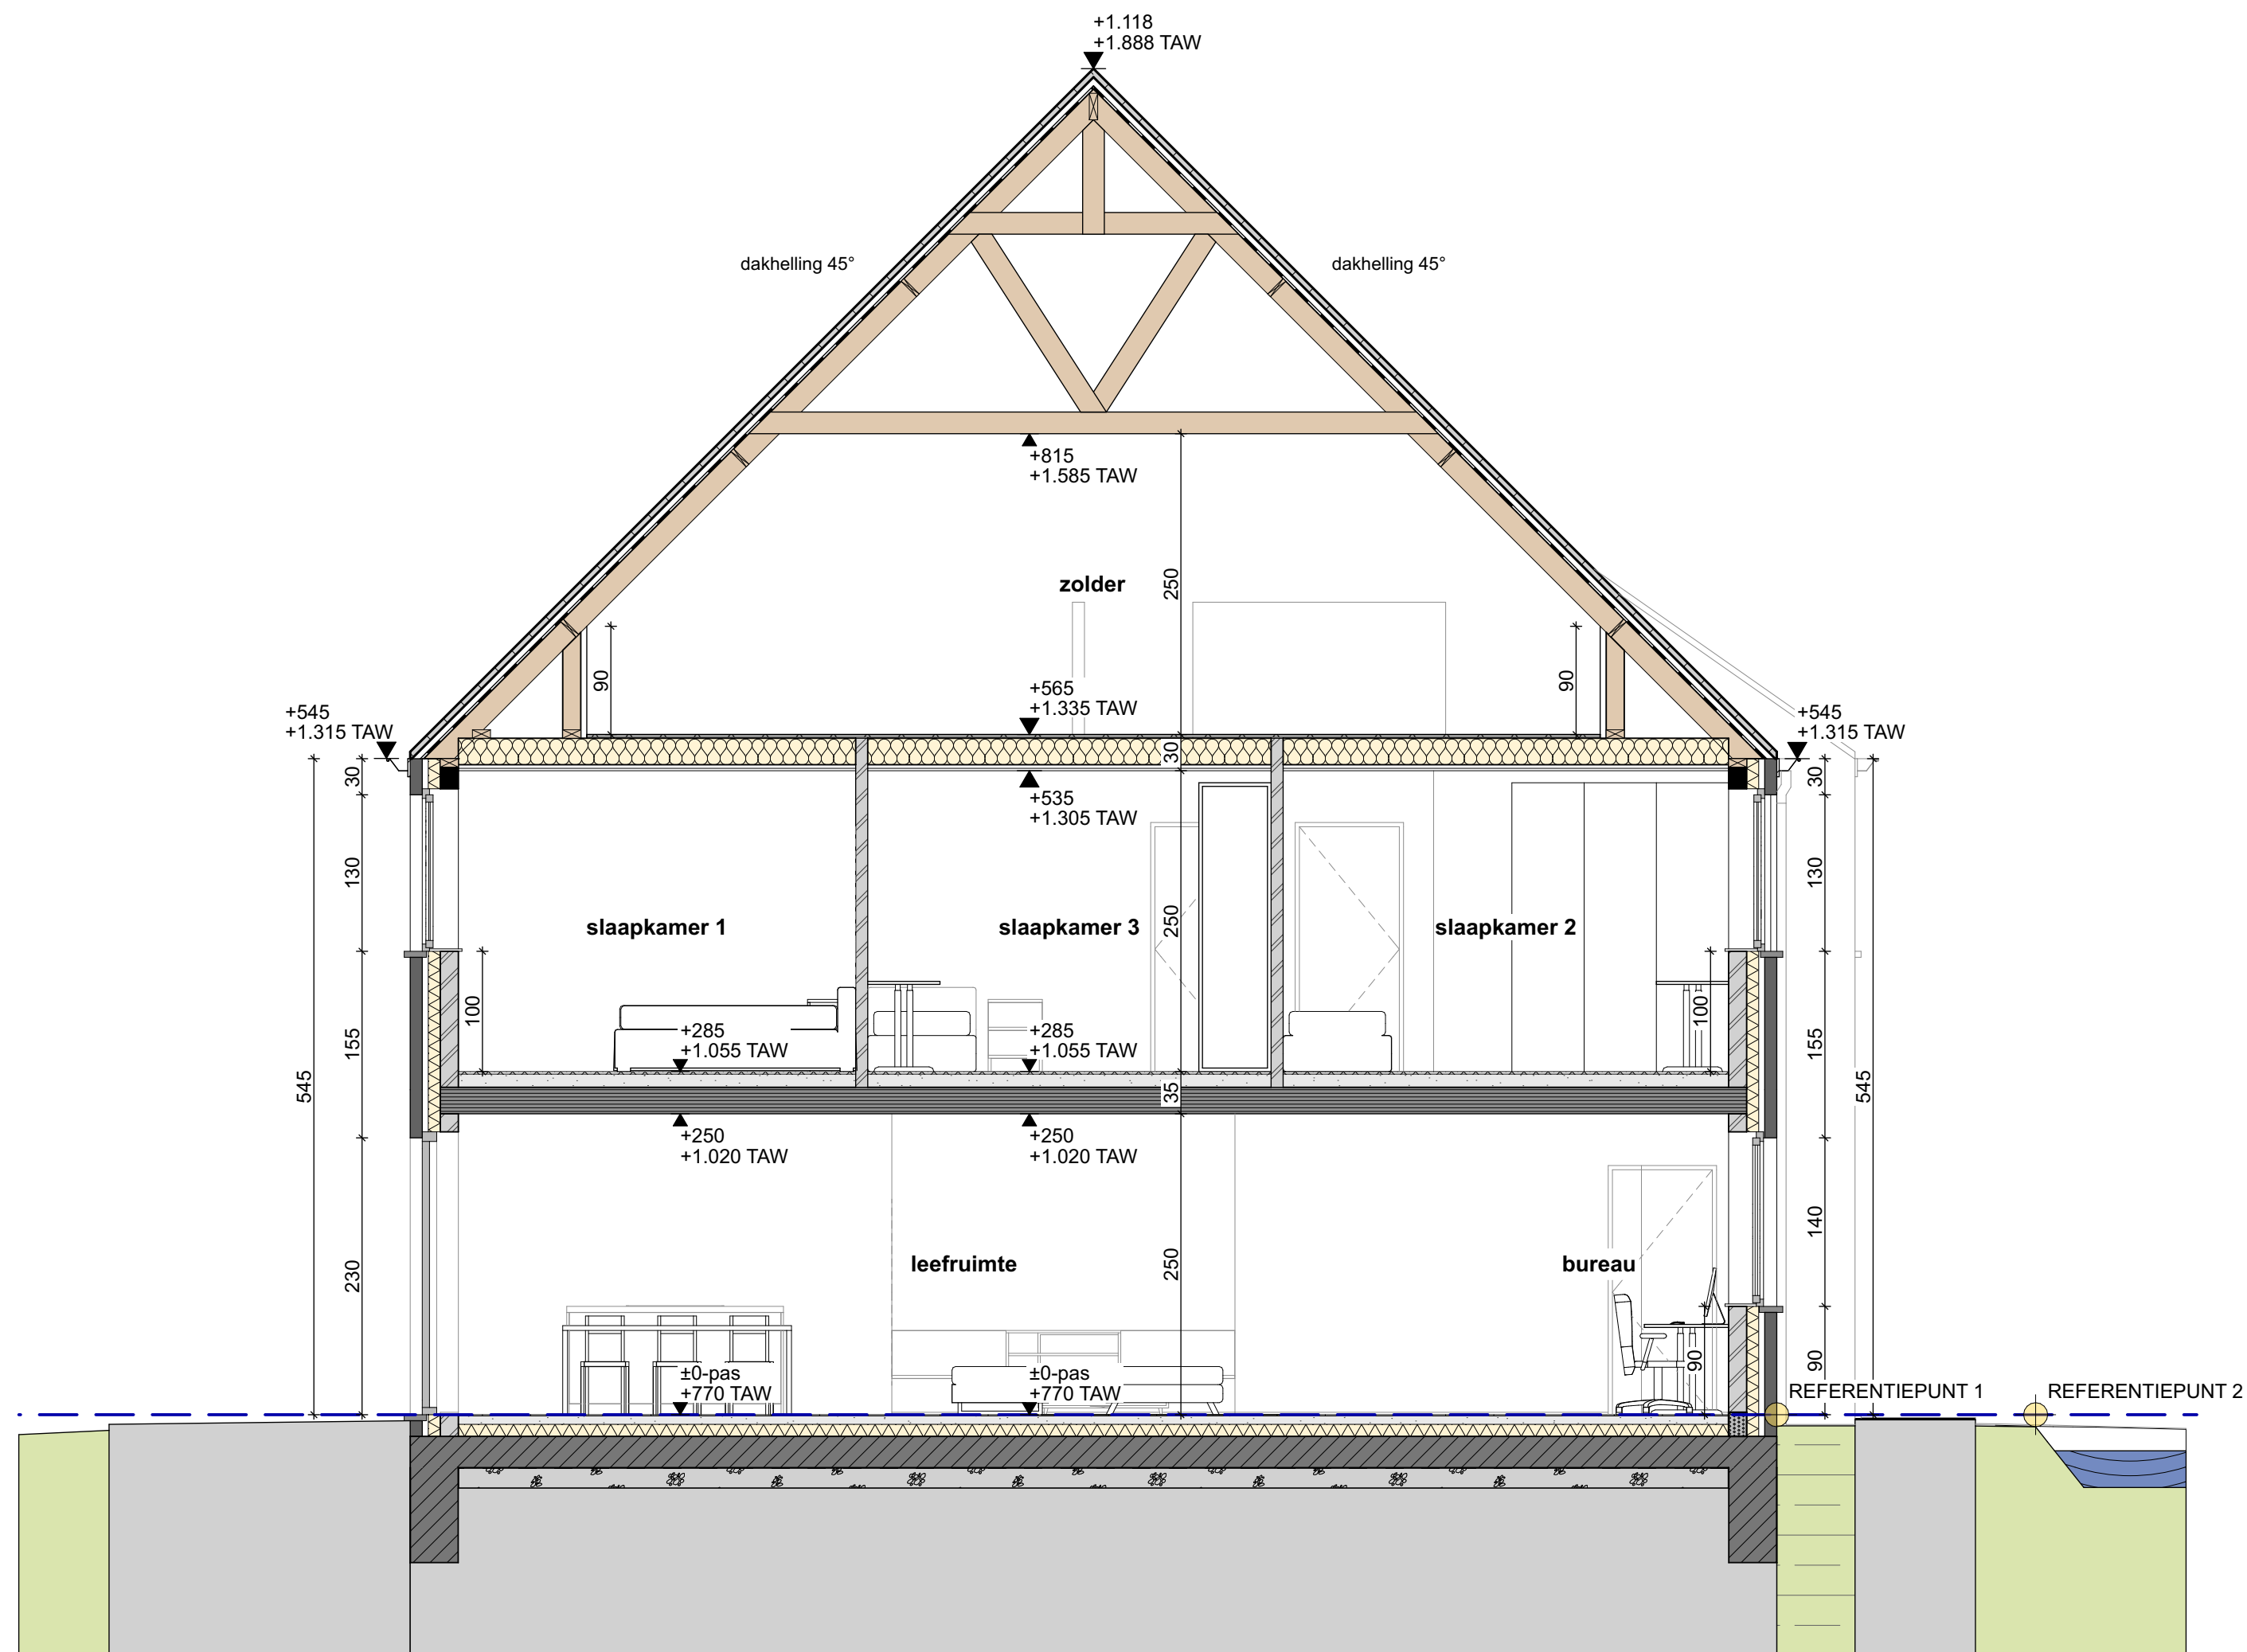 +1.118
+1.888 TAW
dakhelling 45°
dakhelling 45°
+815
+1.585 TAW
250
zolder
90
90
+565
+1.335 TAW
+545
+1.315 TAW
+545
+1.315 TAW
30
30
30
+535
+1.305 TAW
130
130
slaapkamer 1
slaapkamer 3
250
slaapkamer 2
100
100
+285
+1.055 TAW
+285
+1.055 TAW
155
155
545
35
545
+250
+1.020 TAW
+250
+1.020 TAW
230
leefruimte
250
bureau
140
90
90
±0-pas
+770 TAW
±0-pas
+770 TAW
REFERENTIEPUNT 1
REFERENTIEPUNT 2